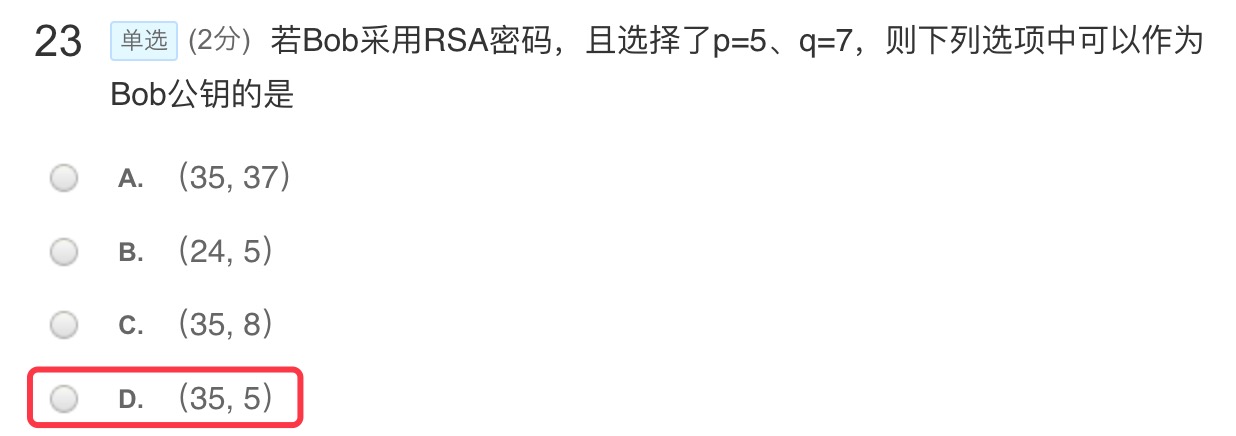 23 单选 (2分) 若Bob采用RSA密码，且选择了p=5、q=7，则下列选项中可以作为
Bob公钥的是
A. （35, 37）
B. （24, 5）
C. （35, 8）
D. （35, 5）